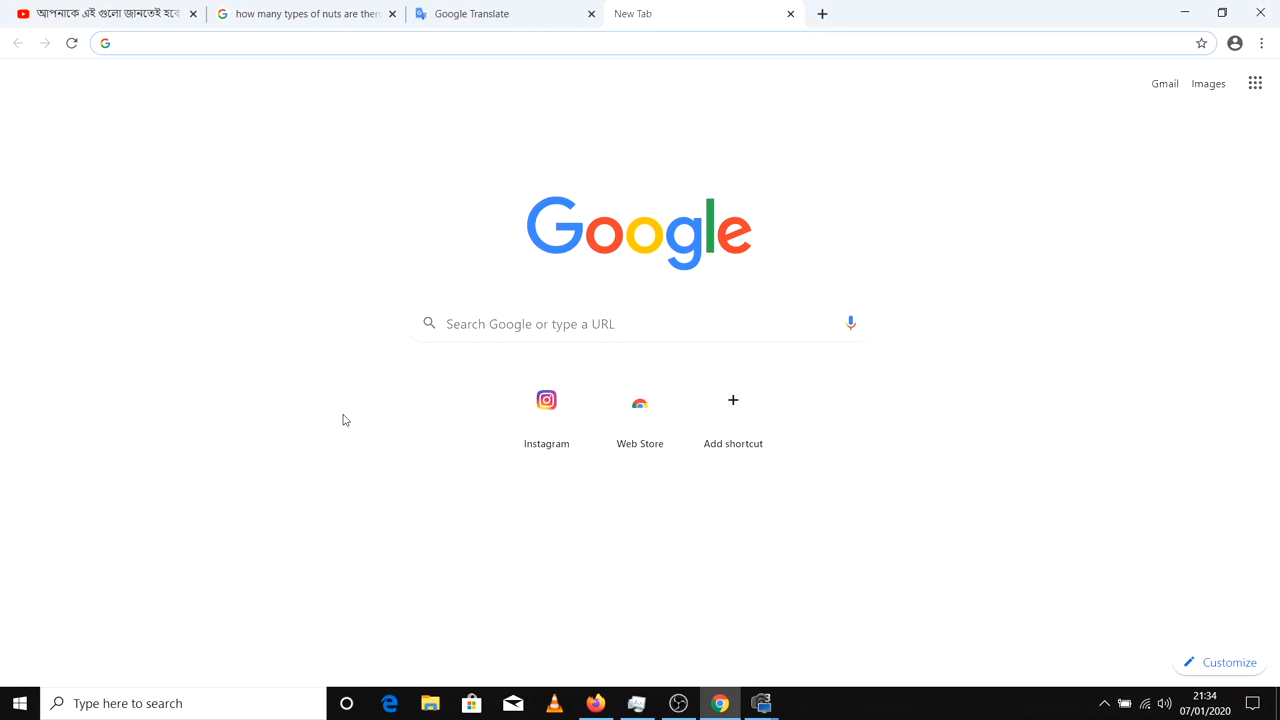 আপনাকে এই গুলো জানতেই হবে
how many types of nuts are ther
Google Translate
New Tab
Gmail Images
Google
Search Google or type a URL
Instagram Web Store Add shortcut
Customize
Type here to search
21:34
07/01/2020